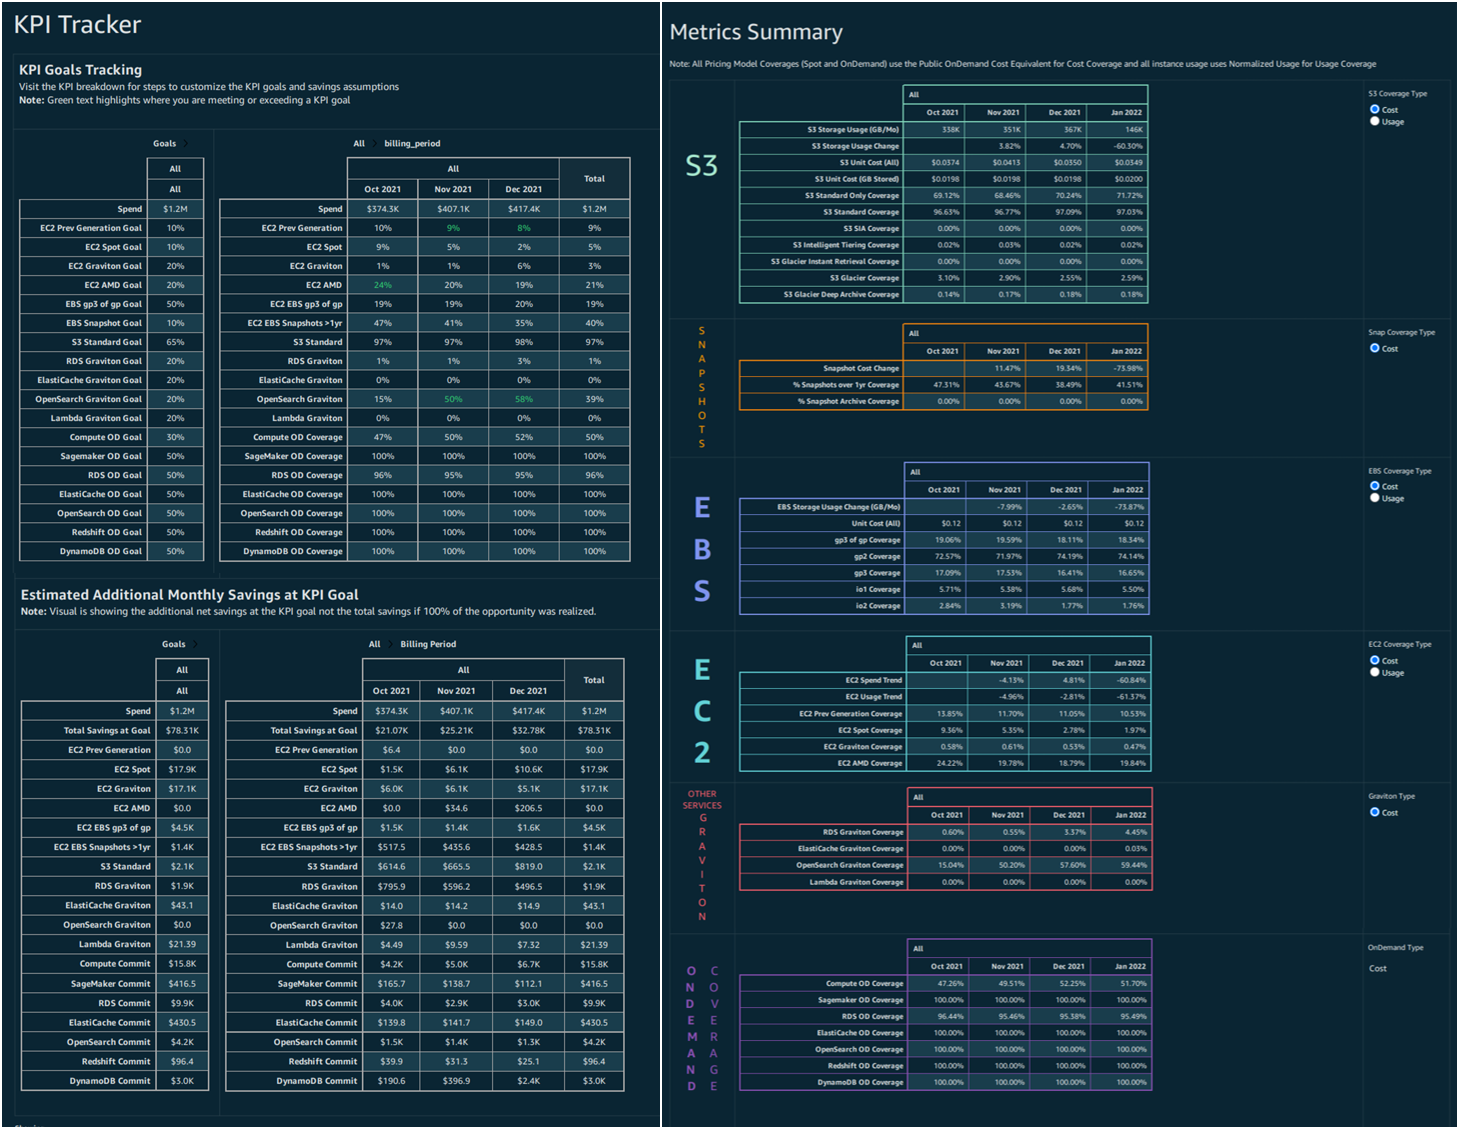 KPI Tracker
KPI Goals Tracking
Visit the KPI breakdown for steps to customize the KPI goals and savings assumptions
Note: Green text highlights where you are meeting or exceeding a KPI goal
Goals
All
All
Spend $1.2M
EC2 Prev Generation Goal 10%
EC2 Spot Goal 10%
EC2 Graviton Goal 20%
EC2 AMD Goal 20%
EBS gp3 of gp Goal 50%
EBS Snapshot Goal 10%
S3 Standard Goal 65%
RDS Graviton Goal 20%
ElastiCache Graviton Goal 20%
OpenSearch Graviton Goal 20%
Lambda Graviton Goal 20%
Compute OD Goal 30%
Sagemaker OD Goal 50%
RDS OD Goal 50%
ElastiCache OD Goal 50%
OpenSearch OD Goal 50%
Redshift OD Goal 50%
DynamoDB OD Goal 50%
All billing_period
All Total
Oct 2021 Nov 2021 Dec 2021
Spend $374.3K $407.1K $417.4K $1.2M
EC2 Prev Generation 10% 9% 8% 9%
EC2 Spot 9% 5% 2% 5%
EC2 Graviton 1% 1% 6% 3%
EC2 AMD 24% 20% 19% 21%
EC2 EBS gp3 of gp 19% 19% 20% 19%
EC2 EBS Snapshots >1yr 47% 41% 35% 40%
S3 Standard 97% 97% 98% 97%
RDS Graviton 1% 1% 3% 1%
ElastiCache Graviton 0% 0% 0% 0%
OpenSearch Graviton 15% 50% 58% 39%
Lambda Graviton 0% 0% 0% 0%
Compute OD Coverage 47% 50% 52% 50%
SageMaker OD Coverage 100% 100% 100% 100%
RDS OD Coverage 96% 95% 95% 96%
ElastiCache OD Coverage 100% 100% 100% 100%
OpenSearch OD Coverage 100% 100% 100% 100%
Redshift OD Coverage 100% 100% 100% 100%
DynamoDB OD Coverage 100% 100% 100% 100%
Estimated Additional Monthly Savings at KPI Goal
Note: Visual is showing the additional net savings at the KPI goal not the total savings if 100% of the opportunity was realized.
Goals
All
All
Spend $1.2M
Total Savings at Goal $78.31K
EC2 Prev Generation $0.0
EC2 Spot $17.9K
EC2 Graviton $17.1K
EC2 AMD $0.0
EC2 EBS gp3 of gp $4.5K
EC2 EBS Snapshots >1yr $1.4K
S3 Standard $2.1K
RDS Graviton $1.9K
ElastiCache Graviton $43.1
OpenSearch Graviton $0.0
Lambda Graviton $21.39
Compute Commit $15.8K
SageMaker Commit $416.5
RDS Commit $9.9K
ElastiCache Commit $430.5
OpenSearch Commit $4.2K
Redshift Commit $96.4
DynamoDB Commit $3.0K
All Billing Period
All Total
Oct 2021 Nov 2021 Dec 2021
Spend $374.3K $407.1K $417.4K $1.2M
Total Savings at Goal $21.07K $25.21K $32.78K $78.31K
EC2 Prev Generation $6.4 $0.0 $0.0 $0.0
EC2 Spot $1.5K $6.1K $10.6K $17.9K
EC2 Graviton $6.0K $6.1K $5.1K $17.1K
EC2 AMD $0.0 $34.6 $206.5 $0.0
EC2 EBS gp3 of gp $1.5K $1.4K $1.6K $4.5K
EC2 EBS Snapshots >1yr $517.5 $435.6 $428.5 $1.4K
S3 Standard $614.6 $665.5 $819.0 $2.1K
RDS Graviton $795.9 $596.2 $496.5 $1.9K
ElastiCache Graviton $14.0 $14.2 $14.9 $43.1
OpenSearch Graviton $27.8 $0.0 $0.0 $0.0
Lambda Graviton $4.49 $9.59 $7.32 $21.39
Compute Commit $4.2K $5.0K $6.7K $15.8K
SageMaker Commit $165.7 $138.7 $112.1 $416.5
RDS Commit $4.0K $2.9K $3.0K $9.9K
ElastiCache Commit $139.8 $141.7 $149.0 $430.5
OpenSearch Commit $1.5K $1.4K $1.3K $4.2K
Redshift Commit $39.9 $31.3 $25.1 $96.4
DynamoDB Commit $190.6 $396.9 $2.4K $3.0K
Metrics Summary
Note: All Pricing Model Coverages (Spot and OnDemand) use the Public OnDemand Cost Equivalent for Cost Coverage and all instance usage uses Normalized Usage for Usage Coverage
S3
All
Oct 2021 Nov 2021 Dec 2021 Jan 2022
S3 Storage Usage (GB/Mo) 338K 351K 367K 146K
S3 Storage Usage Change 3.82% 4.70% -60.30%
S3 Unit Cost (All) $0.0374 $0.0413 $0.0350 $0.0349
S3 Unit Cost (GB Stored) $0.0198 $0.0198 $0.0198 $0.0200
S3 Standard Only Coverage 69.12% 68.46% 70.24% 71.72%
S3 Standard Coverage 96.63% 96.77% 97.09% 97.03%
S3 SIA Coverage 0.00% 0.00% 0.00% 0.00%
S3 Intelligent Tiering Coverage 0.02% 0.03% 0.02% 0.02%
S3 Glacier Instant Retrieval Coverage 0.00% 0.00% 0.00% 0.00%
S3 Glacier Coverage 3.10% 2.90% 2.55% 2.59%
S3 Glacier Deep Archive Coverage 0.14% 0.17% 0.18% 0.18%
S3 Coverage Type
Cost
Usage
SNAPSHOTS
All
Oct 2021 Nov 2021 Dec 2021 Jan 2022
Snapshot Cost Change 11.47% 19.34% -73.98%
% Snapshots over 1yr Coverage 47.31% 43.67% 38.49% 41.51%
% Snapshot Archive Coverage 0.00% 0.00% 0.00% 0.00%
Snap Coverage Type
Cost
EBS
All
Oct 2021 Nov 2021 Dec 2021 Jan 2022
EBS Storage Usage Change (GB/Mo) -7.99% -2.65% -73.87%
Unit Cost (All) $0.12 $0.12 $0.12 $0.12
gp3 of gp Coverage 19.06% 19.59% 18.11% 18.34%
gp2 Coverage 72.57% 71.97% 74.19% 74.14%
gp3 Coverage 17.09% 17.53% 16.41% 16.65%
io1 Coverage 5.71% 5.38% 5.68% 5.50%
io2 Coverage 2.84% 3.19% 1.77% 1.76%
EBS Coverage Type
Cost
Usage
EC2
All
Oct 2021 Nov 2021 Dec 2021 Jan 2022
EC2 Spend Trend -4.13% 4.81% -60.84%
EC2 Usage Trend -4.96% -2.81% -61.37%
EC2 Prev Generation Coverage 13.85% 11.70% 11.05% 10.53%
EC2 Spot Coverage 9.36% 5.35% 2.78% 1.97%
EC2 Graviton Coverage 0.58% 0.61% 0.53% 0.47%
EC2 AMD Coverage 24.22% 19.78% 18.79% 19.84%
EC2 Coverage Type
Cost
Usage
OTHER
SERVICES
GRAVITON
All
Oct 2021 Nov 2021 Dec 2021 Jan 2022
RDS Graviton Coverage 0.60% 0.55% 3.37% 4.45%
ElastiCache Graviton Coverage 0.00% 0.00% 0.00% 0.03%
OpenSearch Graviton Coverage 15.04% 50.20% 57.60% 59.44%
Lambda Graviton Coverage 0.00% 0.00% 0.00% 0.00%
Graviton Type
Cost
ONDEMAND
COVERAGE
All
Oct 2021 Nov 2021 Dec 2021 Jan 2022
Compute OD Coverage 47.26% 49.51% 52.25% 51.70%
Sagemaker OD Coverage 100.00% 100.00% 100.00% 100.00%
RDS OD Coverage 96.44% 95.46% 95.38% 95.49%
ElastiCache OD Coverage 100.00% 100.00% 100.00% 100.00%
OpenSearch OD Coverage 100.00% 100.00% 100.00% 100.00%
Redshift OD Coverage 100.00% 100.00% 100.00% 100.00%
DynamoDB OD Coverage 100.00% 100.00% 100.00% 100.00%
OnDemand Type
Cost